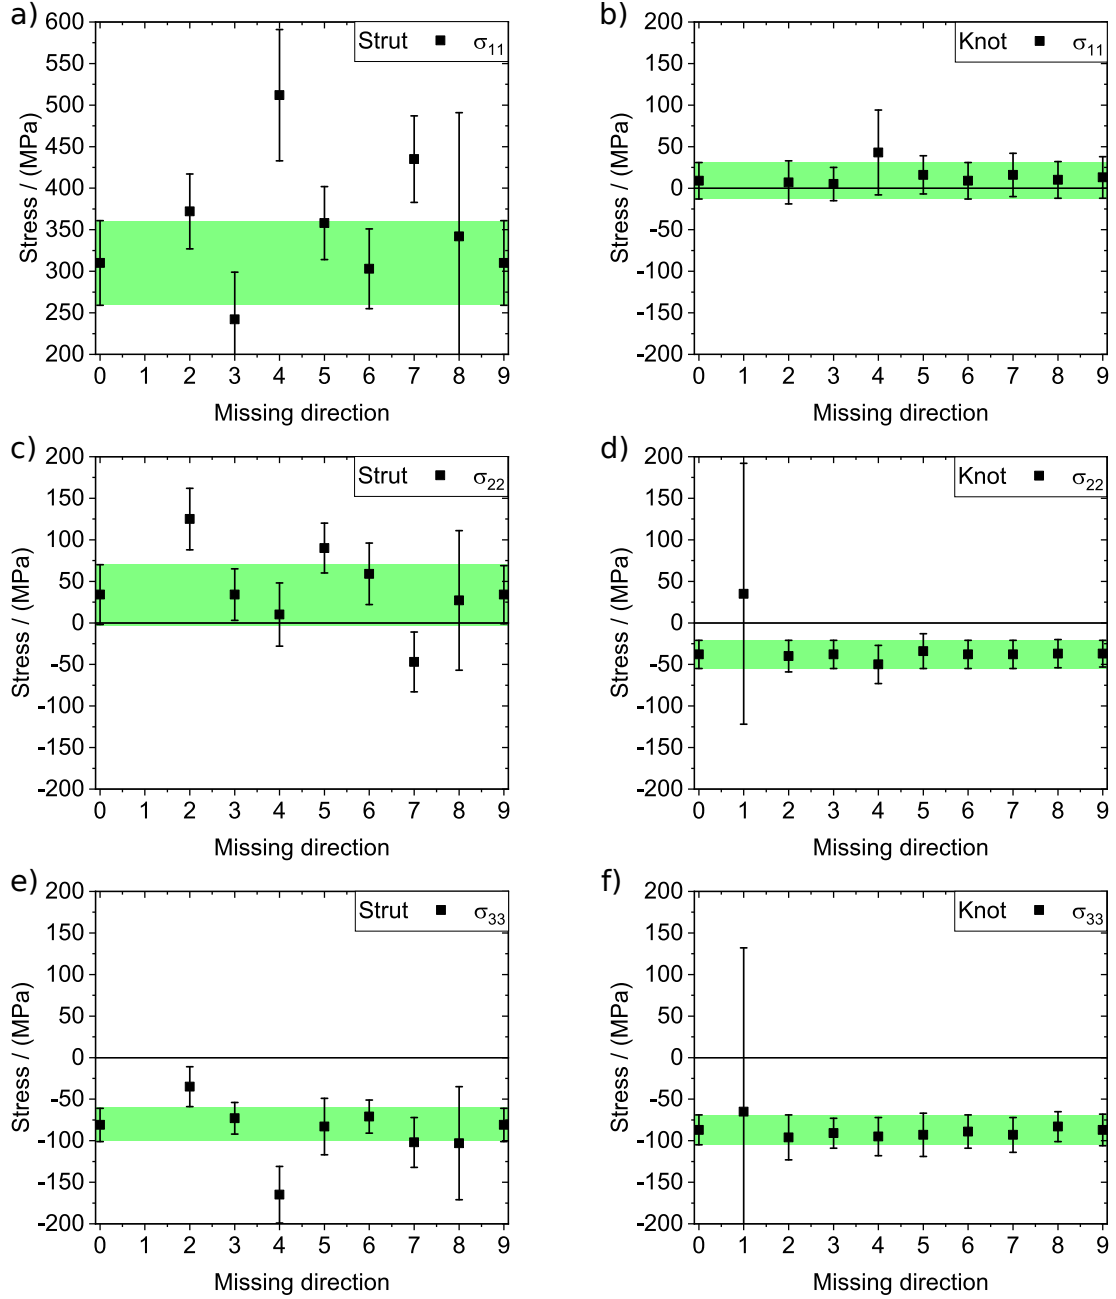 a)
600
550
500
450
400
350
300
250
200
Stress / (MPa)
Strut ■ σ11
0 1 2 3 4 5 6 7 8 9
Missing direction
b)
200
150
100
50
0
-50
-100
-150
-200
Stress / (MPa)
Knot ■ σ11
0 1 2 3 4 5 6 7 8 9
Missing direction
c)
200
150
100
50
0
-50
-100
-150
-200
Stress / (MPa)
Strut ■ σ22
0 1 2 3 4 5 6 7 8 9
Missing direction
d)
200
150
100
50
0
-50
-100
-150
-200
Stress / (MPa)
Knot ■ σ22
0 1 2 3 4 5 6 7 8 9
Missing direction
e)
200
150
100
50
0
-50
-100
-150
-200
Stress / (MPa)
Strut ■ σ33
0 1 2 3 4 5 6 7 8 9
Missing direction
f)
200
150
100
50
0
-50
-100
-150
-200
Stress / (MPa)
Knot ■ σ33
0 1 2 3 4 5 6 7 8 9
Missing direction